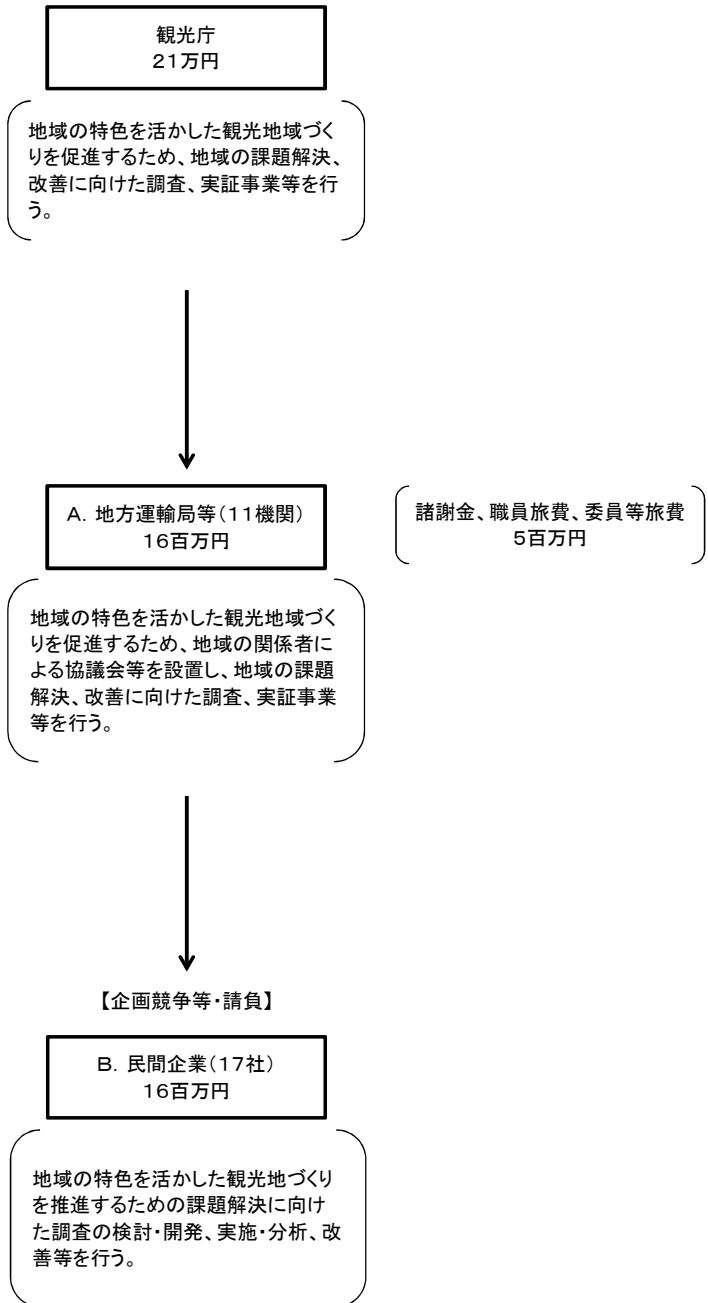 観光庁
２１万円
地域の特色を活かした観光地域づく
りを促進するため、地域の課題解決、
改善に向けた調査、実証事業等を行
う。
A．地方運輸局等（１１機関）
１６百万円
諸謝金、職員旅費、委員等旅費
５百万円
地域の特色を活かした観光地域づく
りを促進するため、地域の関係者に
よる協議会等を設置し、地域の課題
解決、改善に向けた調査、実証事業
等を行う。
【企画競争等・請負】
B．民間企業（１７社）
１６百万円
地域の特色を活かした観光地づくり
を推進するための課題解決に向け
た調査の検討・開発、実施・分析、改
善等を行う。